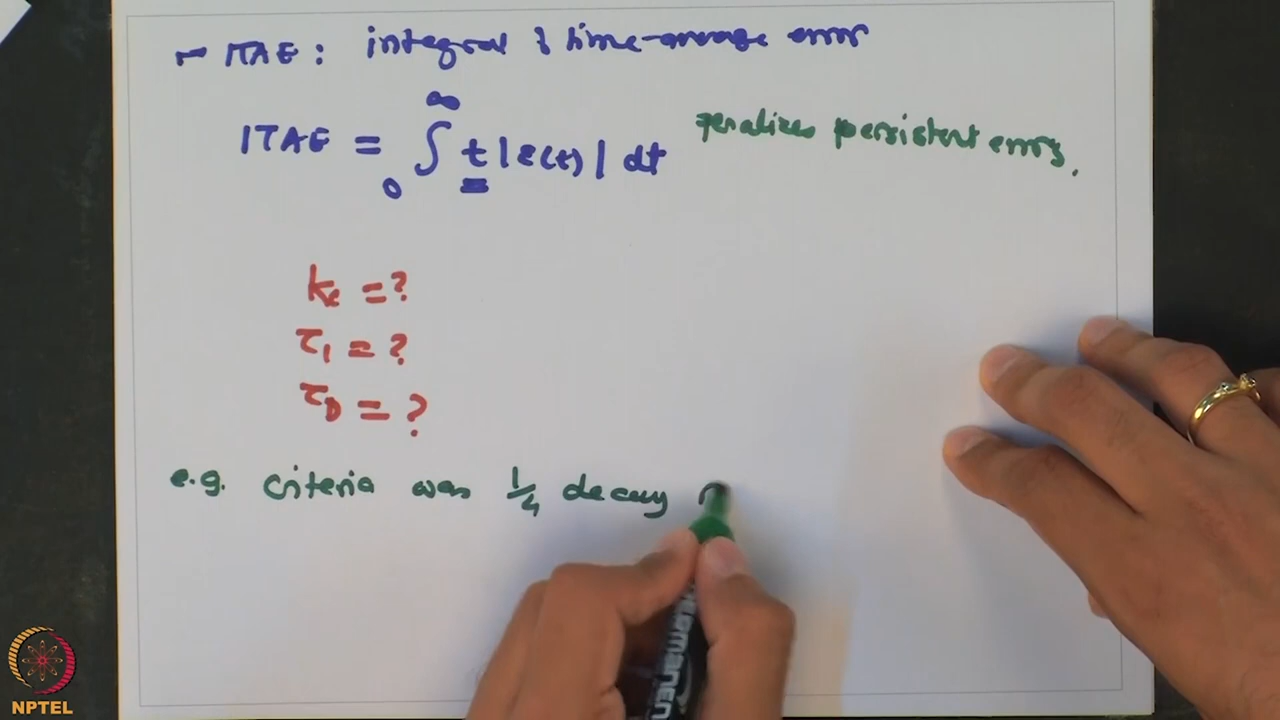 ITAE : integral of time-average error
ITAE = ∫₀^∞ t |e(t)| dt penalizes persistent errors.
kc = ?
τI = ?
τD = ?
e.g. criteria was 1/4 decay
PERMANEN
NPTEL